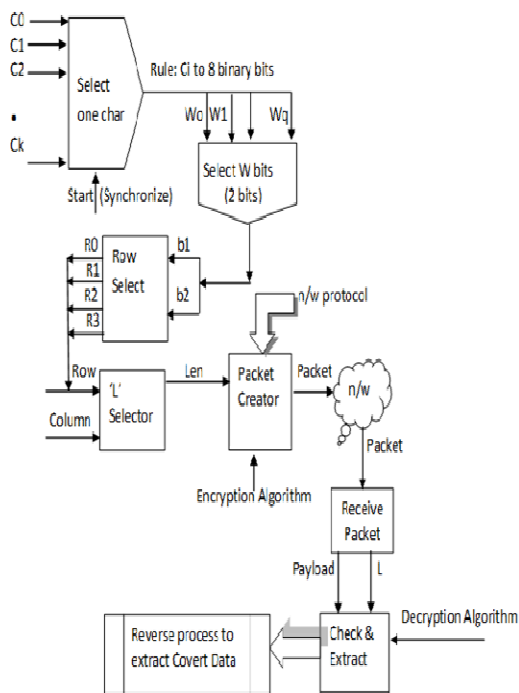 C0
C1
C2
Ck
Select
one char
Rule: Ci to 8 binary bits
Wo W1 Wq
Select W bits
(2 bits)
Start (Synchronize)
R0
R1
R2
R3
Row
Select
b1
b2
n/w protocol
Row
Column
'L'
Selector
Len
Packet
Creator
Packet
n/w
Packet
Encryption Algorithm
Receive
Packet
Payload
L
Decryption Algorithm
Check &
Extract
Reverse process to
extract Covert Data